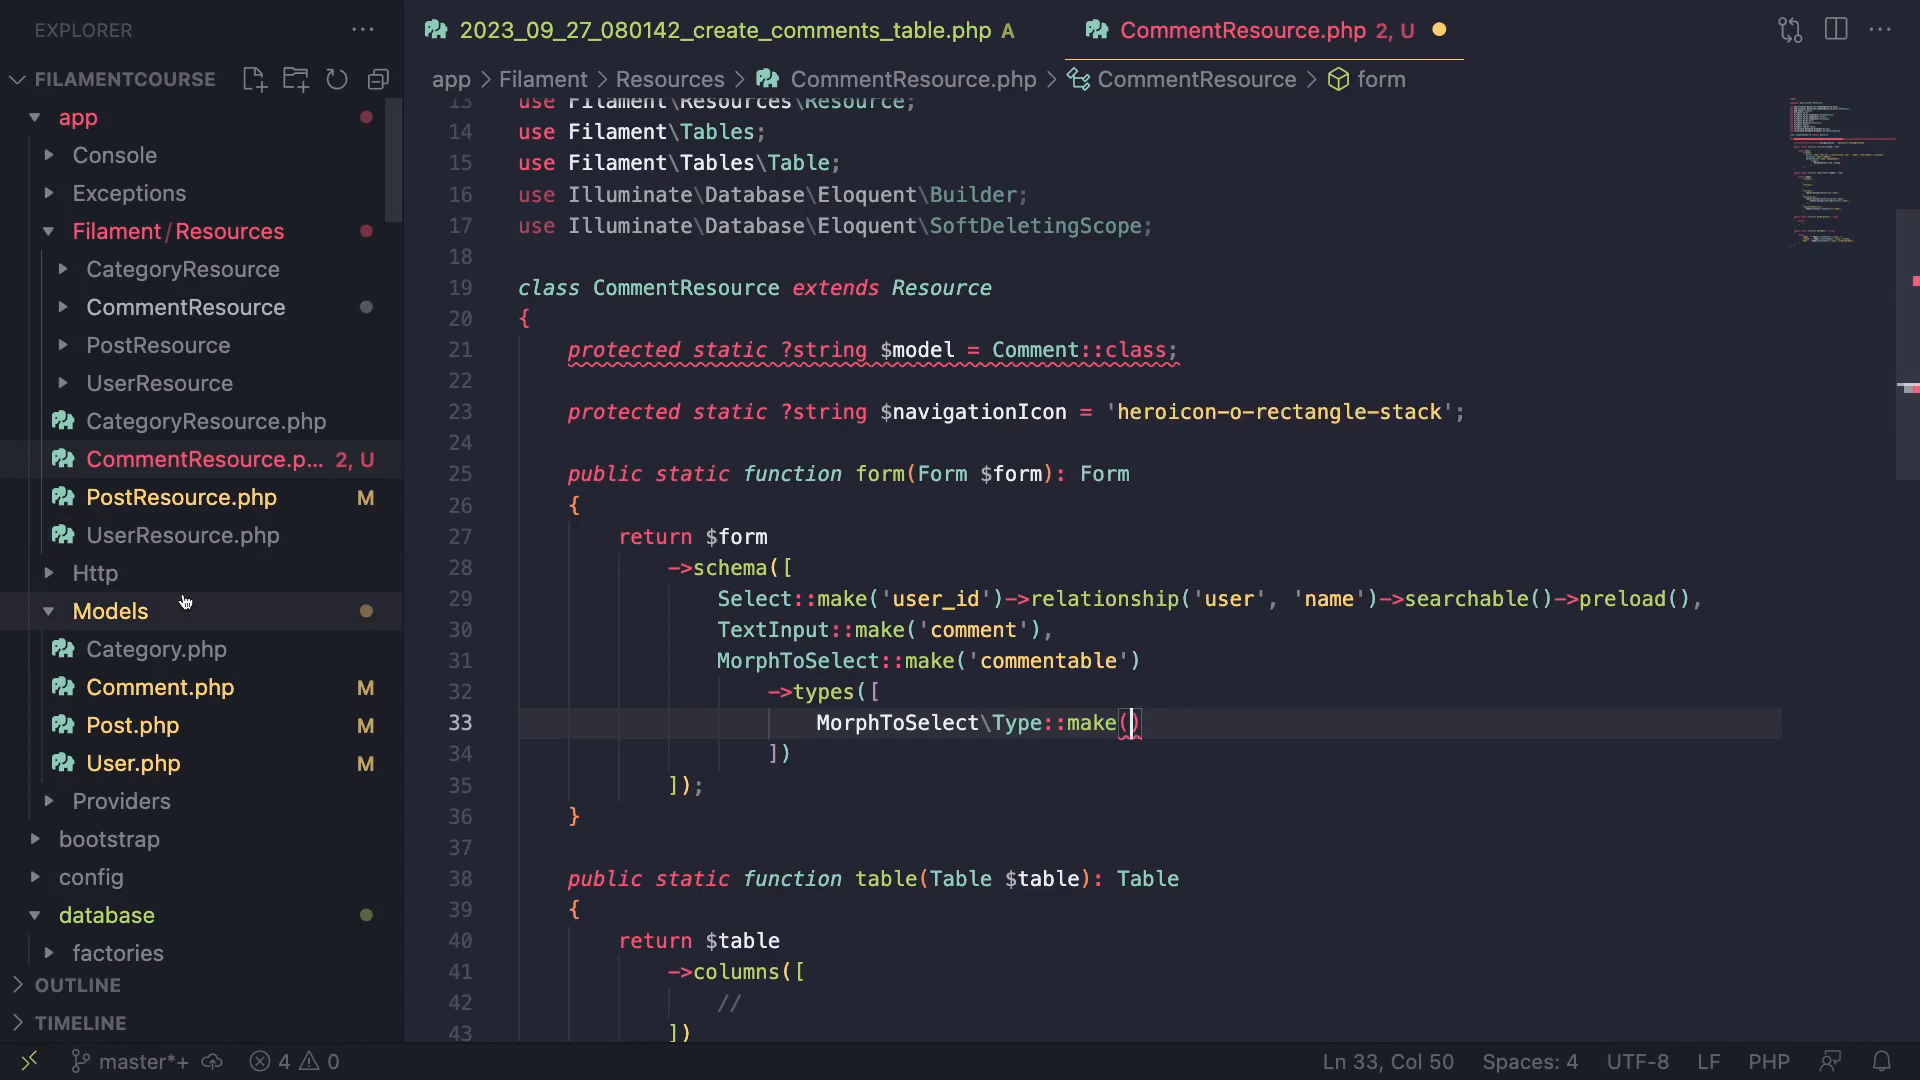 EXPLORER
FILAMENTCOURSE
app
Console
Exceptions
Filament/Resources
CategoryResource
CommentResource
PostResource
UserResource
CategoryResource.php
CommentResource.p... 2, U
PostResource.php M
UserResource.php
Http
Models
Category.php
Comment.php M
Post.php M
User.php M
Providers
bootstrap
config
database
factories
OUTLINE
TIMELINE
2023_09_27_080142_create_comments_table.php A
CommentResource.php 2, U
app > Filament > Resources > CommentResource.php > CommentResource > form
13 use Filament\Resources\Resource;
14 use Filament\Tables;
15 use Filament\Tables\Table;
16 use Illuminate\Database\Eloquent\Builder;
17 use Illuminate\Database\Eloquent\SoftDeletingScope;
18
19 class CommentResource extends Resource
20 {
21 protected static ?string $model = Comment::class;
22
23 protected static ?string $navigationIcon = 'heroicon-o-rectangle-stack';
24
25 public static function form(Form $form): Form
26 {
27 return $form
28 ->schema([
29 Select::make('user_id')->relationship('user', 'name')->searchable()->preload(),
30 TextInput::make('comment'),
31 MorphToSelect::make('commentable')
32 ->types([
33 MorphToSelect\Type::make()
34 ])
35 ]);
36 }
37
38 public static function table(Table $table): Table
39 {
40 return $table
41 ->columns([
42 //
43 ])
master*+ 4 0
Ln 33, Col 50 Spaces: 4 UTF-8 LF PHP